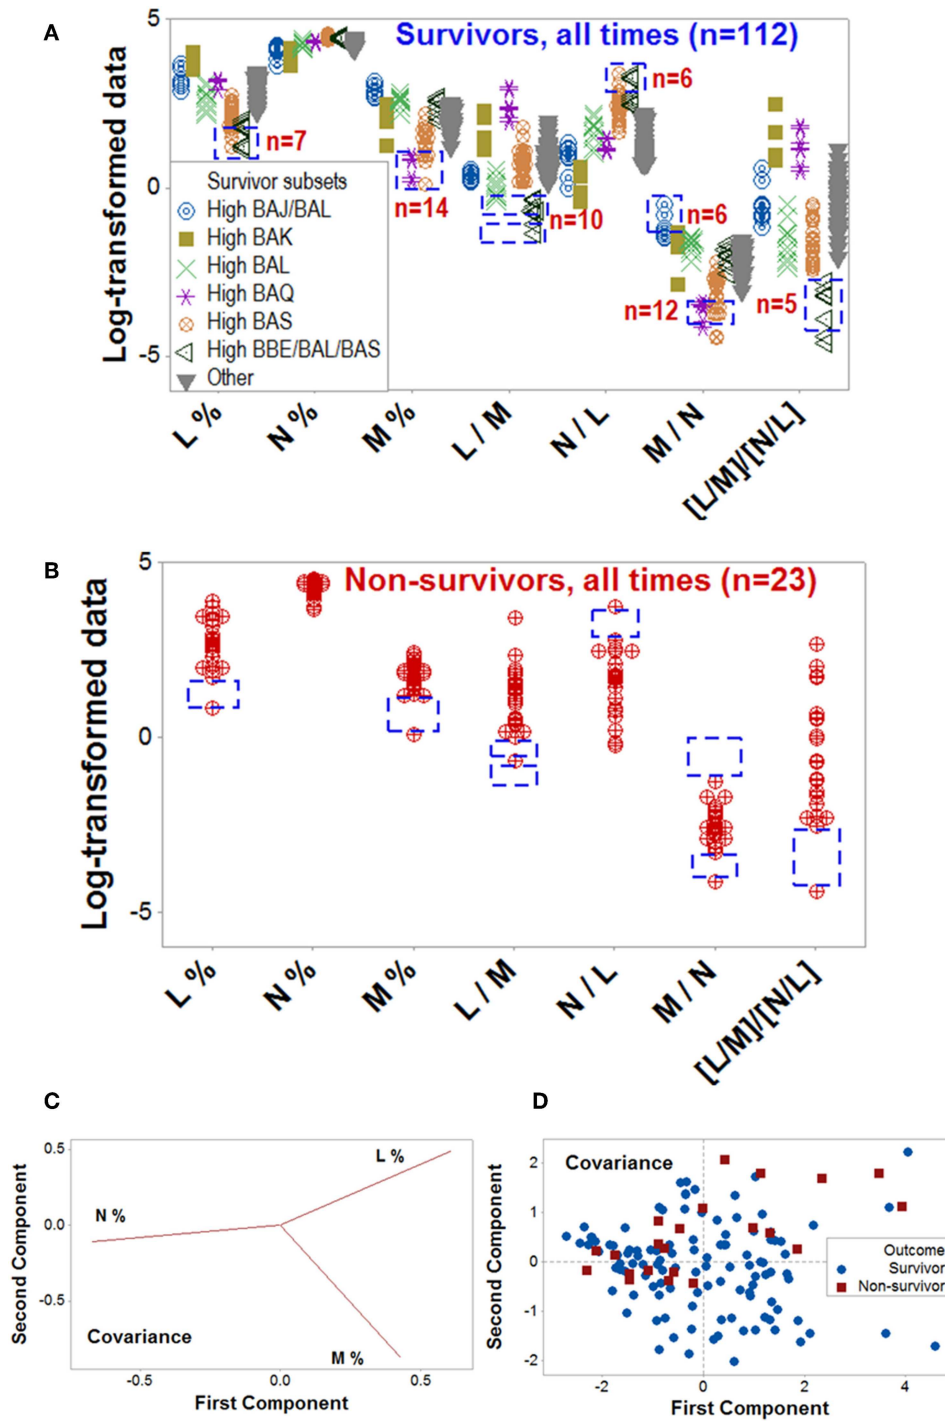 A
Log-transformed data
5
0
-5
Survivors, all times (n=112)
n=7
n=14
n=10
n=6
n=6
n=12
n=5
Survivor subsets
High BAJ/BAL
High BAK
High BAL
High BAQ
High BAS
High BBE/BAL/BAS
Other
L %
N %
M %
L / M
N / L
M / N
[L/M]/[N/L]
B
Log-transformed data
5
0
-5
Non-survivors, all times (n=23)
L %
N %
M %
L / M
N / L
M / N
[L/M]/[N/L]
C
Second Component
0.5
0.0
-0.5
L %
N %
M %
Covariance
-0.5
0.0
0.5
First Component
D
Second Component
2
1
0
-1
-2
Covariance
Outcome
Survivor
Non-survivor
-2
0
2
4
First Component